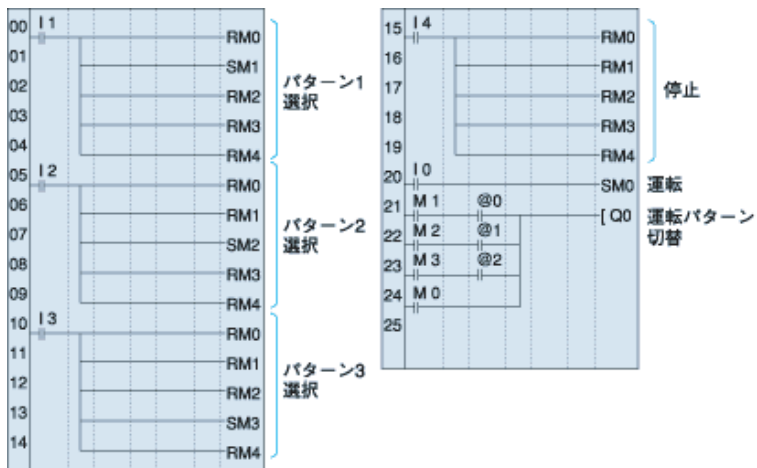 00 I1 RM0
01 SM1
02 RM2
03 RM3
04 RM4
パターン1
選択
05 I2 RM0
06 RM1
07 SM2
08 RM3
09 RM4
パターン2
選択
10 I3 RM0
11 RM1
12 RM2
13 SM3
14 RM4
パターン3
選択
15 I4 RM0
16 RM1
17 RM2
18 RM3
19 RM4
停止
20 I0 SM0 運転
21 M1 @0 [Q0 運転パターン
切替
22 M2 @1
23 M3 @2
24 M0
25